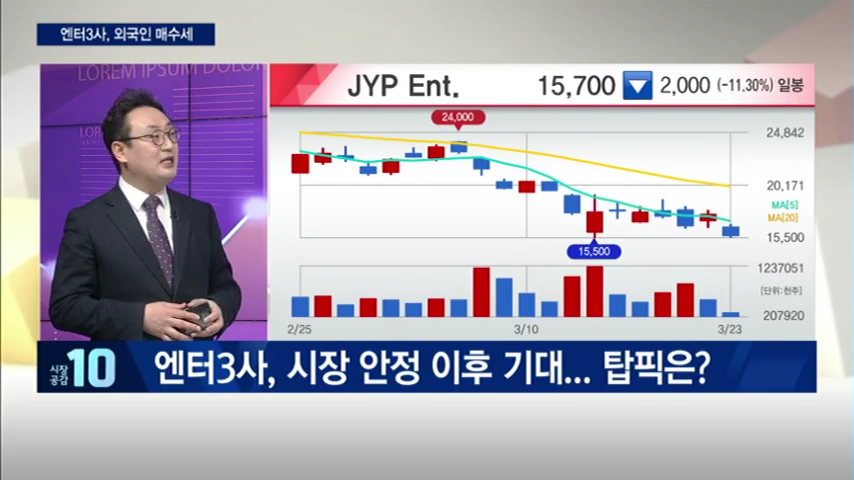 엔터3사, 외국인 매수세
LOREM IPSUM DOLOR
LOREM
JYP Ent. 15,700 ▼ 2,000 (-11.30%) 일봉
24,000
24,842
20,171
MA[5]
MA[20]
15,500
15,500
1237051
[단위:천주]
207920
2/25 3/10 3/23
시장공감 10
엔터3사, 시장 안정 이후 기대... 탑픽은?